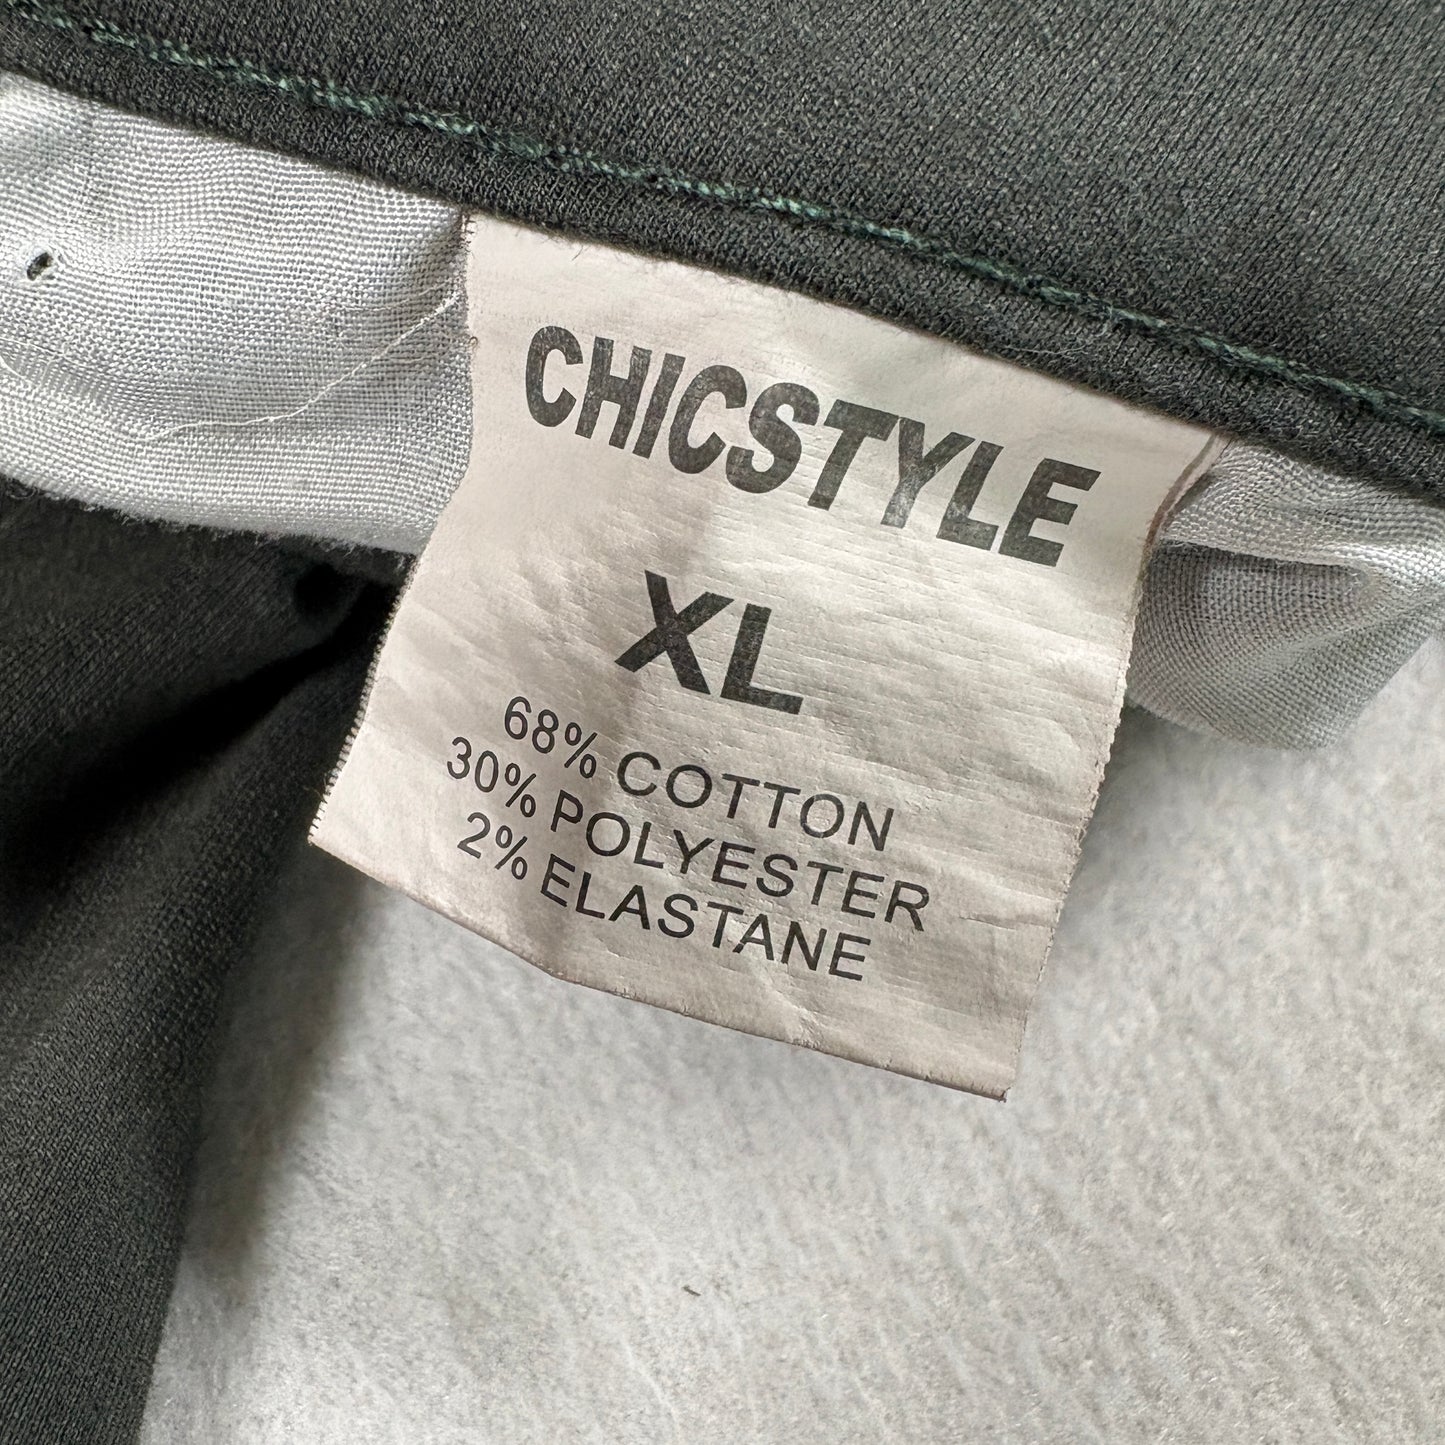 CHICSTYLE
XL
68% COTTON
30% POLYESTER
2% ELASTANE